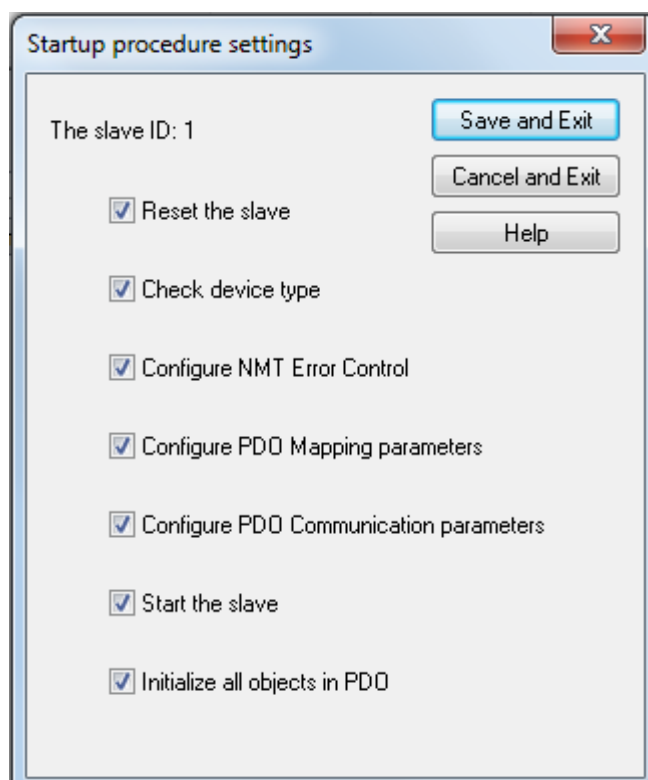 Startup procedure settings
The slave ID: 1
Save and Exit
Cancel and Exit
Help
Reset the slave
Check device type
Configure NMT Error Control
Configure PDO Mapping parameters
Configure PDO Communication parameters
Start the slave
Initialize all objects in PDO